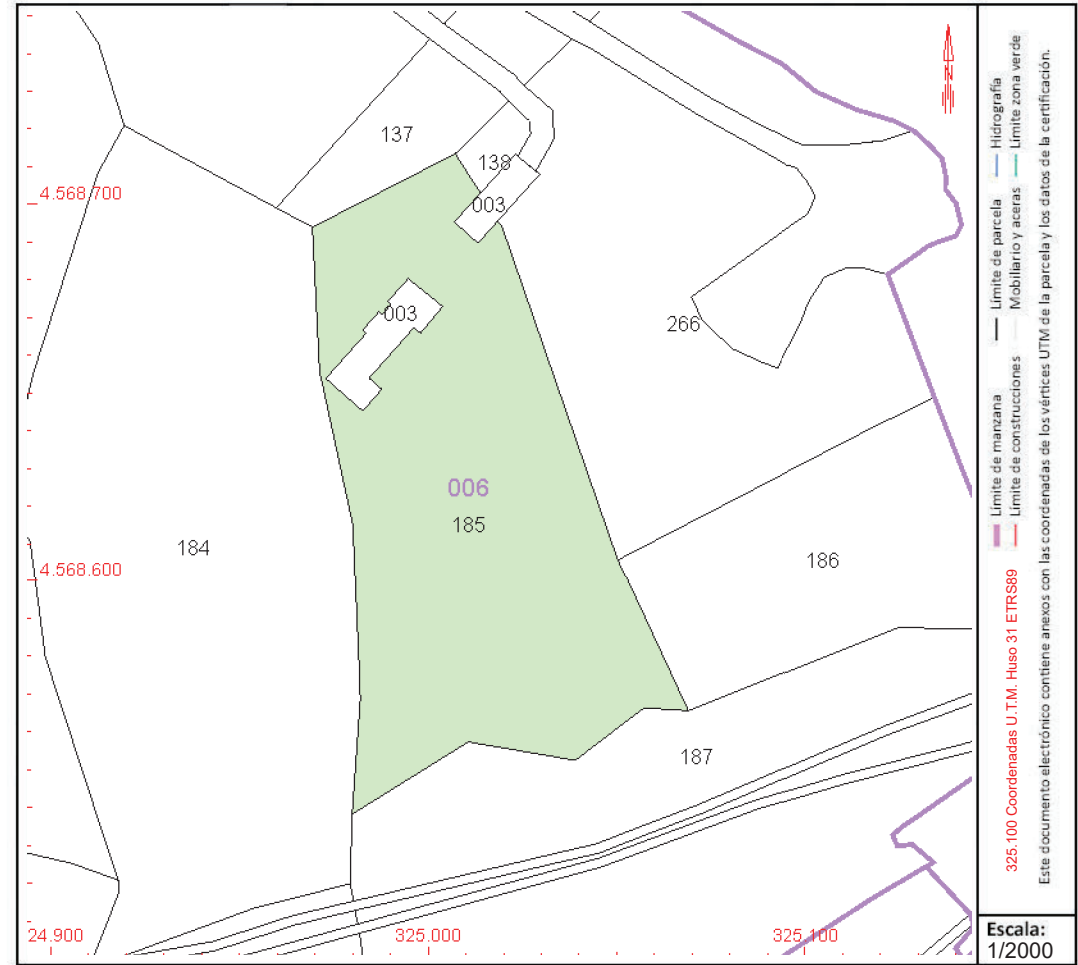 137
138
4.568.700
003
003
266
006
185
184
4.568.600
186
187
24.900
325.000
325.100
N
Límite de manzana
Límite de parcela
Hidrografía
325.100 Coordenadas U.T.M. Huso 31 ETRS89
Límite de construcciones
Mobiliario y aceras
Límite zona verde
Este documento electrónico contiene anexos con las coordenadas de los vértices UTM de la parcela y los datos de la certificación.
Escala:
1/2000